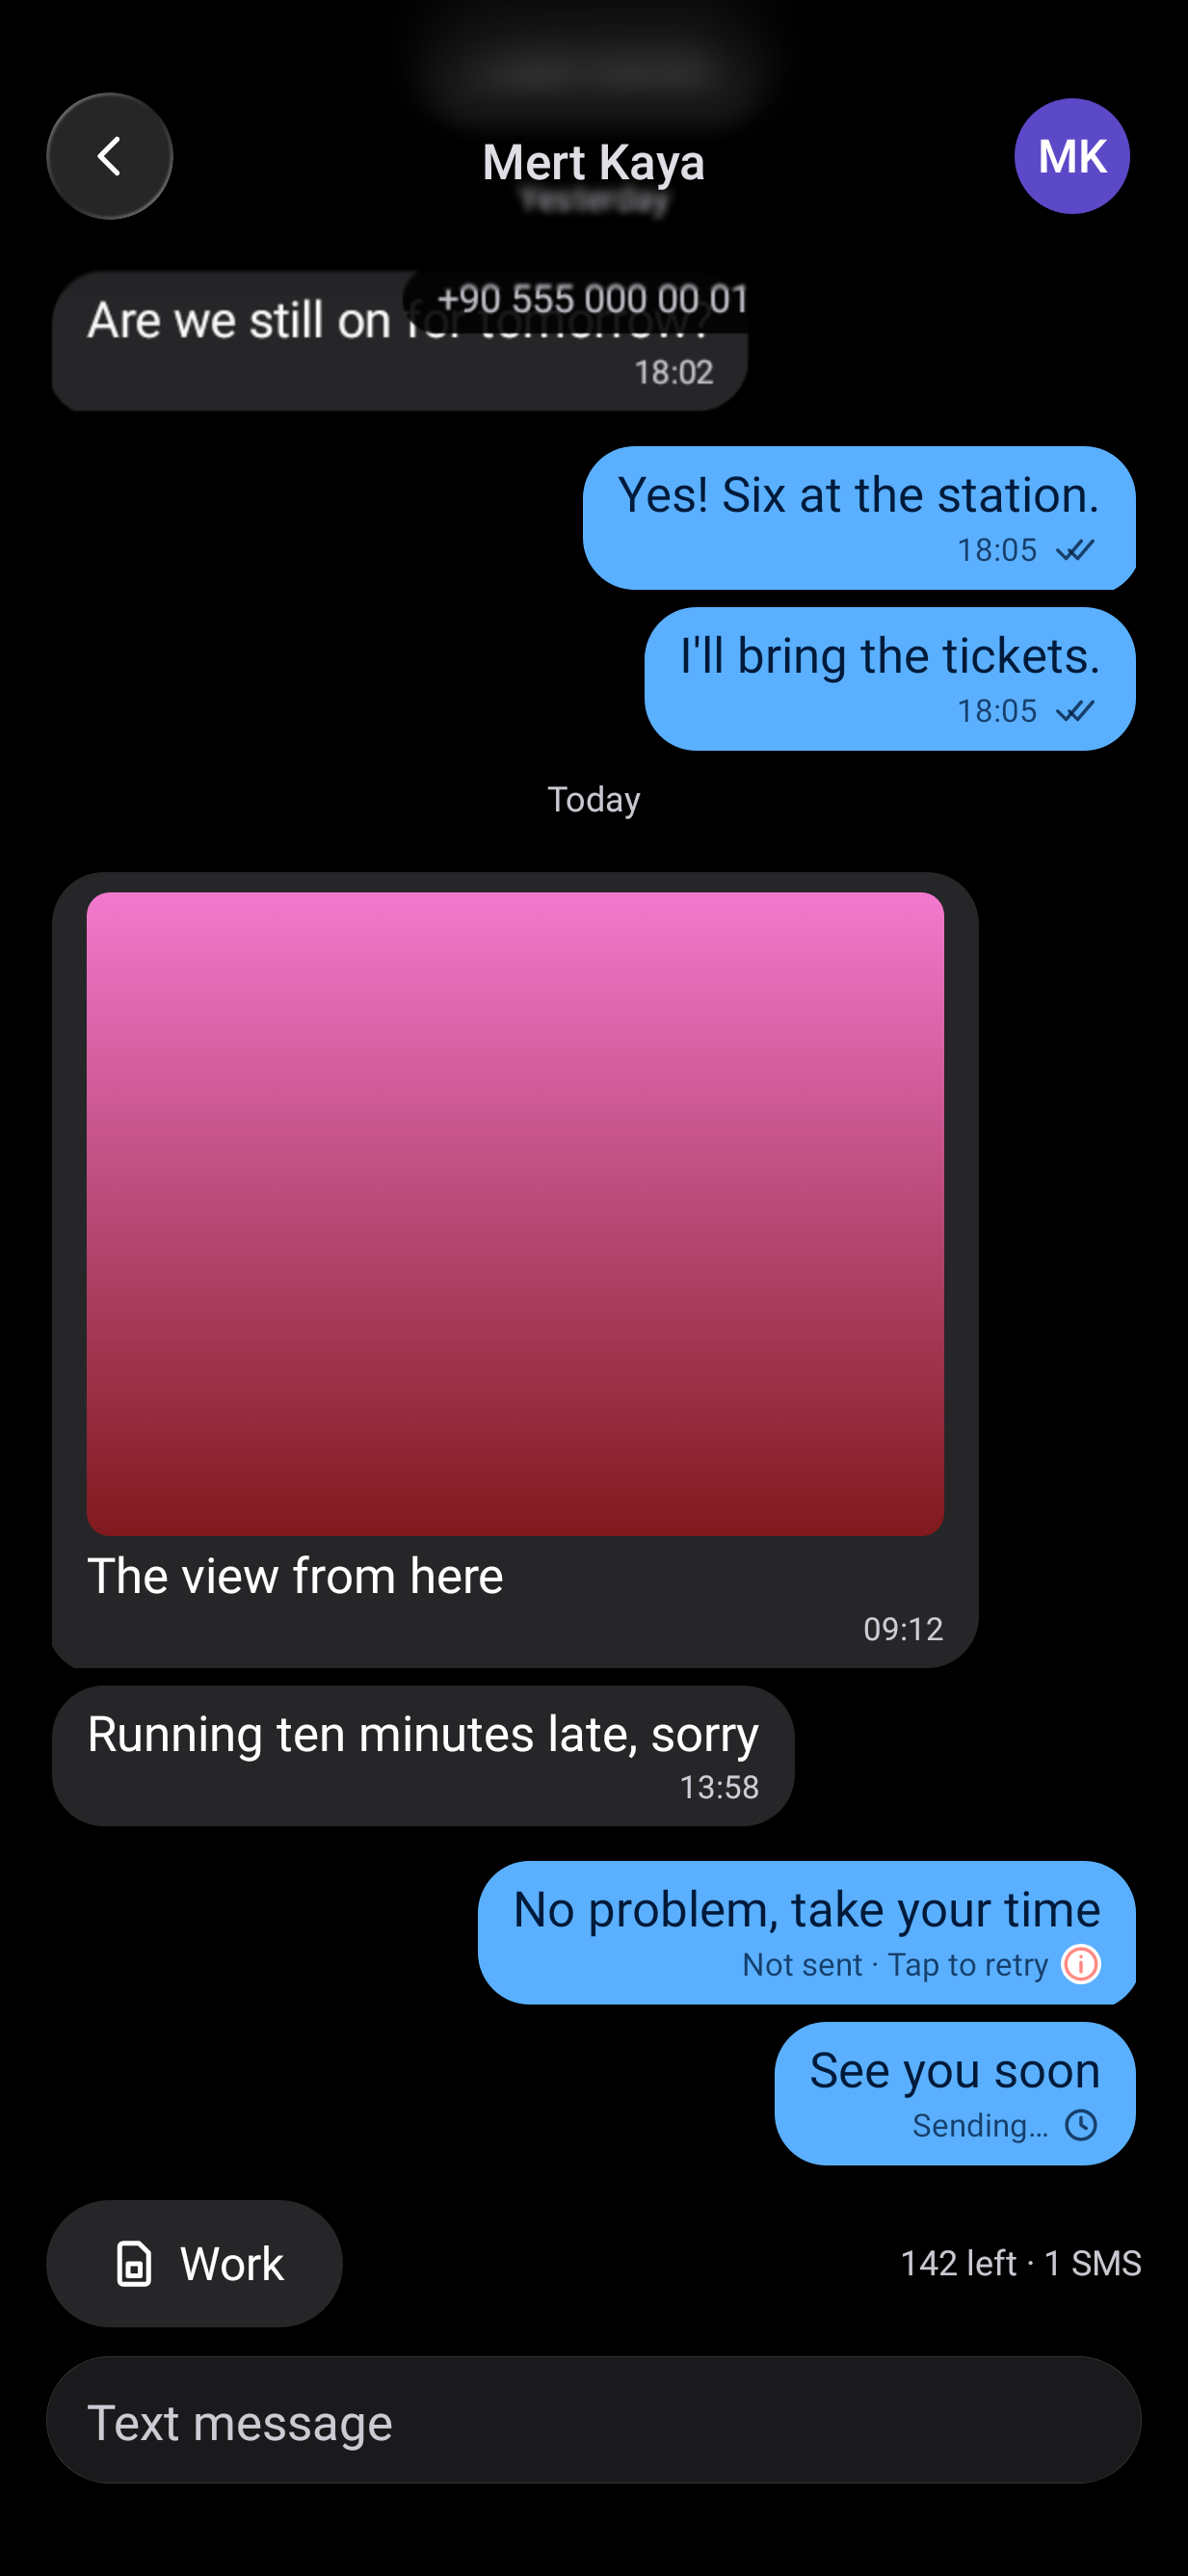 Mert Kaya
MK
Yesterday
+90 555 000 00 01
Are we still on for tomorrow?
18:02
Yes! Six at the station.
18:05
I'll bring the tickets.
18:05
Today
The view from here
09:12
Running ten minutes late, sorry
13:58
No problem, take your time
Not sent · Tap to retry
See you soon
Sending…
Work
142 left · 1 SMS
Text message